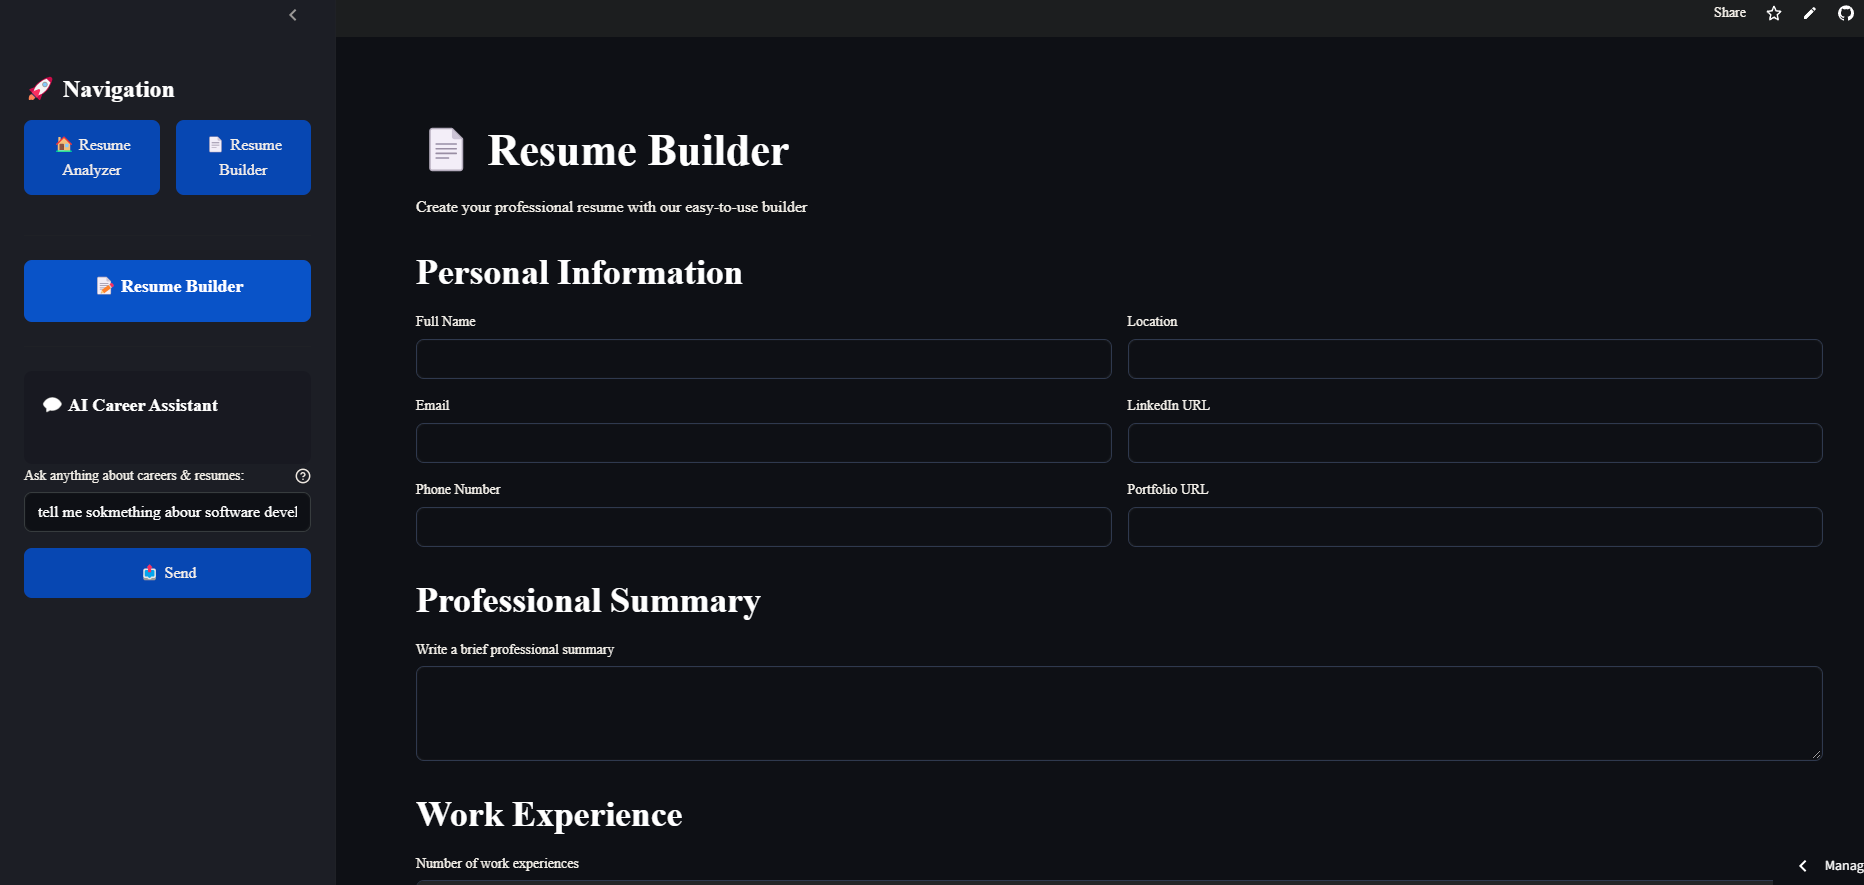 Share
Navigation
Resume Analyzer
Resume Builder
Resume Builder
AI Career Assistant
Ask anything about careers & resumes:
tell me sokmething abour software devel
Send
Resume Builder
Create your professional resume with our easy-to-use builder
Personal Information
Full Name
Location
Email
LinkedIn URL
Phone Number
Portfolio URL
Professional Summary
Write a brief professional summary
Work Experience
Number of work experiences
Manag